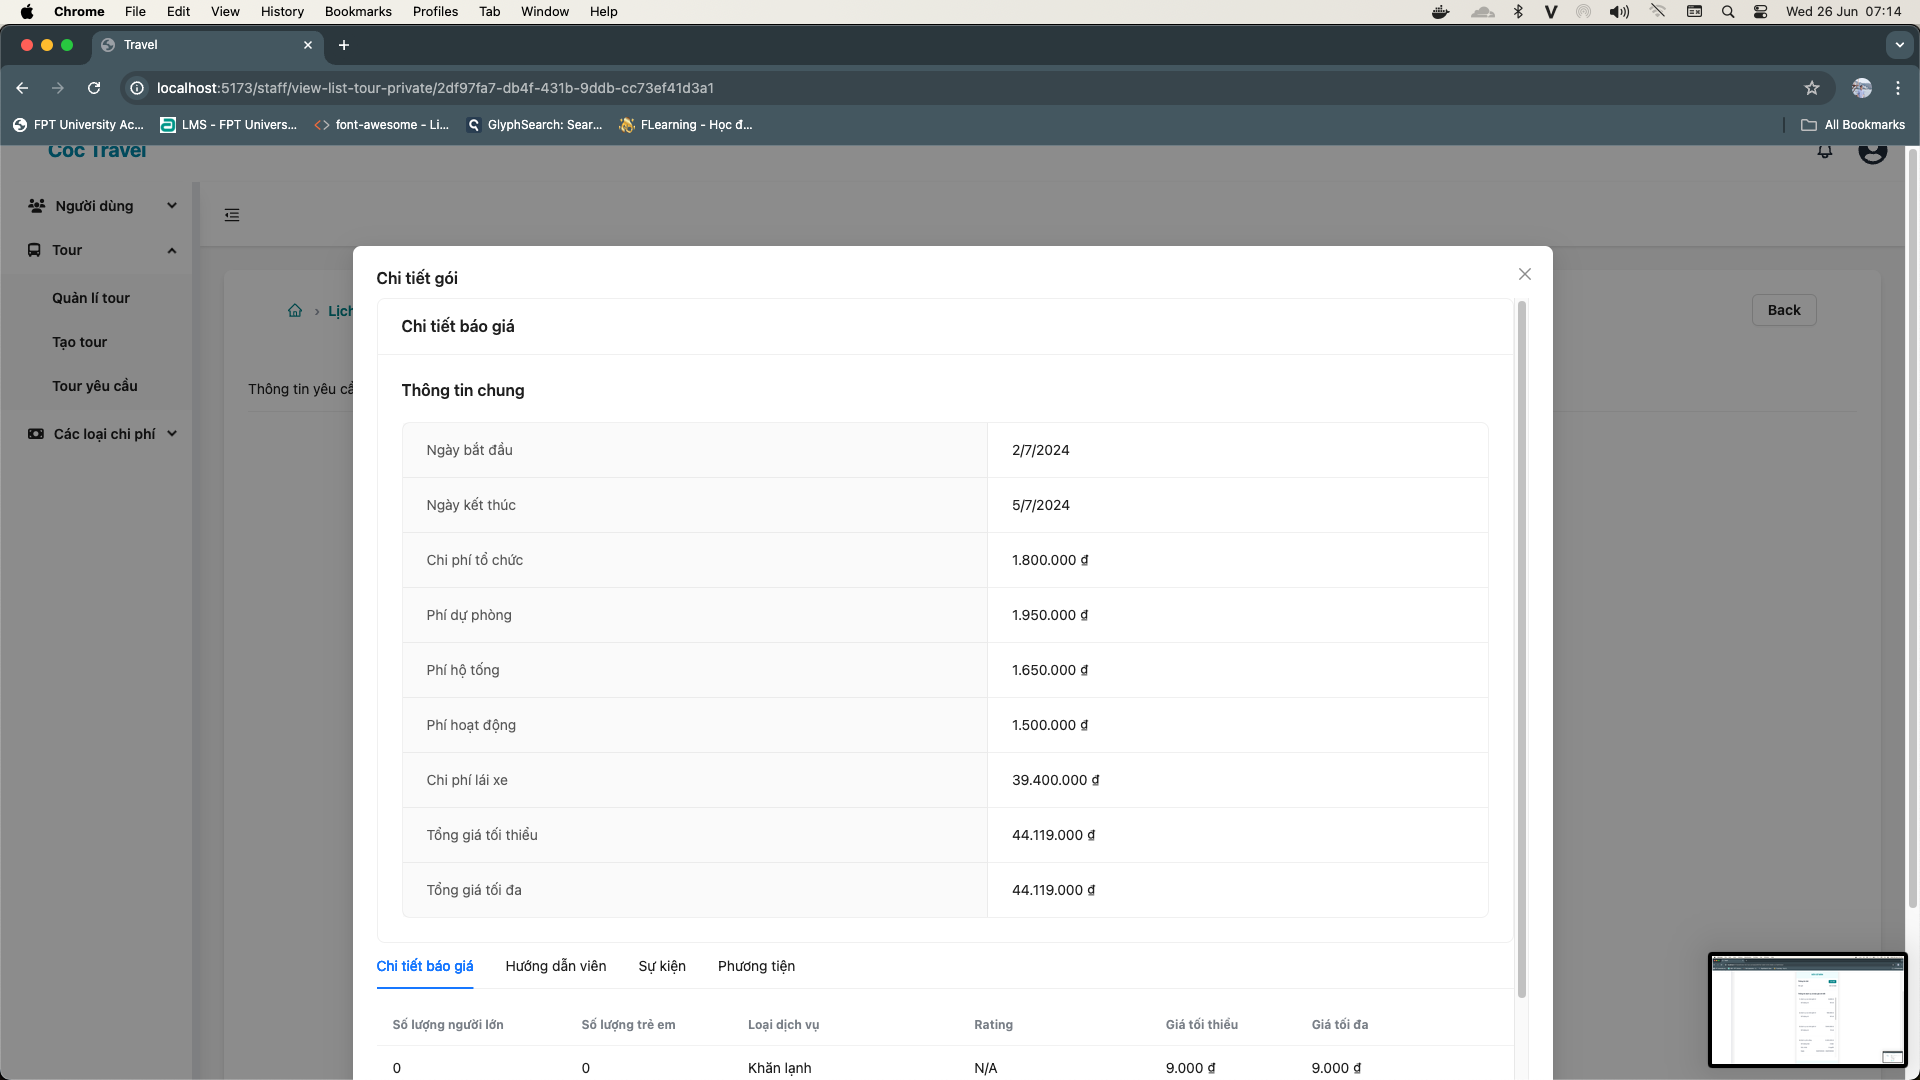 Chrome File Edit View History Bookmarks Profiles Tab Window Help Wed 26 Jun 07:14
Travel
localhost:5173/staff/view-list-tour-private/2df97fa7-db4f-431b-9ddb-cc73ef41d3a1
FPT University Ac... LMS - FPT Univers... font-awesome - Li... GlyphSearch: Sear... FLearning - Học đ... All Bookmarks
Cóc Travel
Người dùng
Tour
Quản lí tour
Tạo tour
Tour yêu cầu
Các loại chi phí
Lịch
Back
Thông tin yêu cầ
Chi tiết gói
Chi tiết báo giá
Thông tin chung
Ngày bắt đầu 2/7/2024
Ngày kết thúc 5/7/2024
Chi phí tổ chức 1.800.000 ₫
Phí dự phòng 1.950.000 ₫
Phí hộ tống 1.650.000 ₫
Phí hoạt động 1.500.000 ₫
Chi phí lái xe 39.400.000 ₫
Tổng giá tối thiểu 44.119.000 ₫
Tổng giá tối đa 44.119.000 ₫
Chi tiết báo giá Hướng dẫn viên Sự kiện Phương tiện
Số lượng người lớn Số lượng trẻ em Loại dịch vụ Rating Giá tối thiểu Giá tối đa
0 0 Khăn lạnh N/A 9.000 ₫ 9.000 ₫